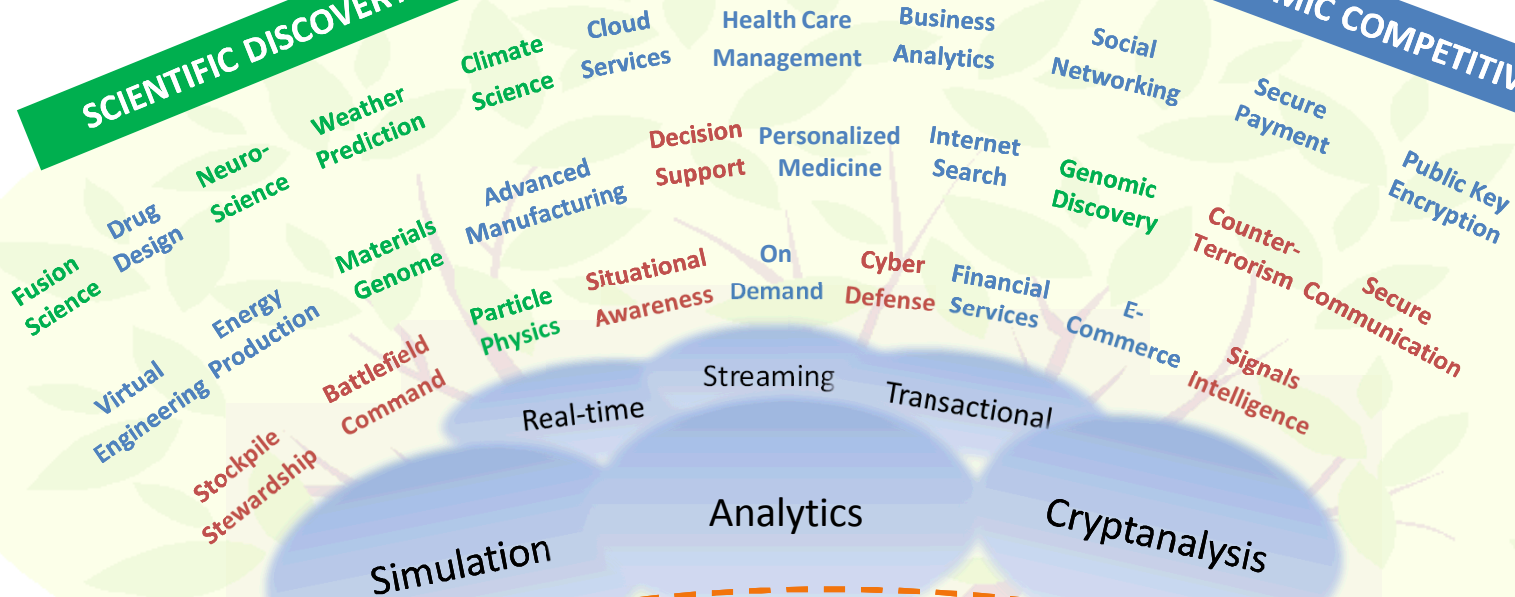 SCIENTIFIC DISCOVERY
MIC COMPETITIV
Cloud
Services
Health Care
Management
Business
Analytics
Social
Networking
Climate
Science
Secure
Payment
Weather
Prediction
Neuro-
Science
Decision
Support
Personalized
Medicine
Internet
Search
Genomic
Discovery
Public Key
Encryption
Advanced
Manufacturing
Drug
Design
Materials
Genome
Counter-
Terrorism
Fusion
Science
Situational
Awareness
On
Demand
Cyber
Defense
Financial
Services
E-
Commerce
Secure
Communication
Energy
Production
Particle
Physics
Virtual
Engineering
Battlefield
Command
Signals
Intelligence
Stockpile
Stewardship
Real-time
Streaming
Transactional
Simulation
Analytics
Cryptanalysis